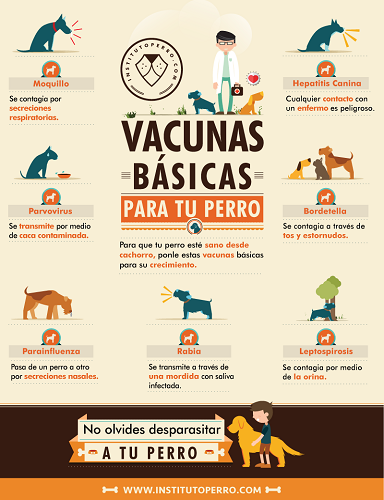 INSTITUTOPERRO.COM
Moquillo
Se contagia por
secreciones
respiratorias.
Hepatitis Canina
Cualquier contacto con
un enfermo es peligroso.
VACUNAS
BÁSICAS
PARA TU PERRO
Para que tu perro esté sano desde
cachorro, ponle estas vacunas básicas
para su crecimiento.
Parvovirus
Se transmite por medio
de caca contaminada.
Bordetella
Se contagia a través de
tos y estornudos.
Parainfluenza
Pasa de un perro a otro
por secreciones nasales.
Rabia
Se transmite a través de
una mordida con saliva
infectada.
Leptospirosis
Se contagia por medio
de la orina.
No olvides desparasitar
A TU PERRO
WWW.INSTITUTOPERRO.COM